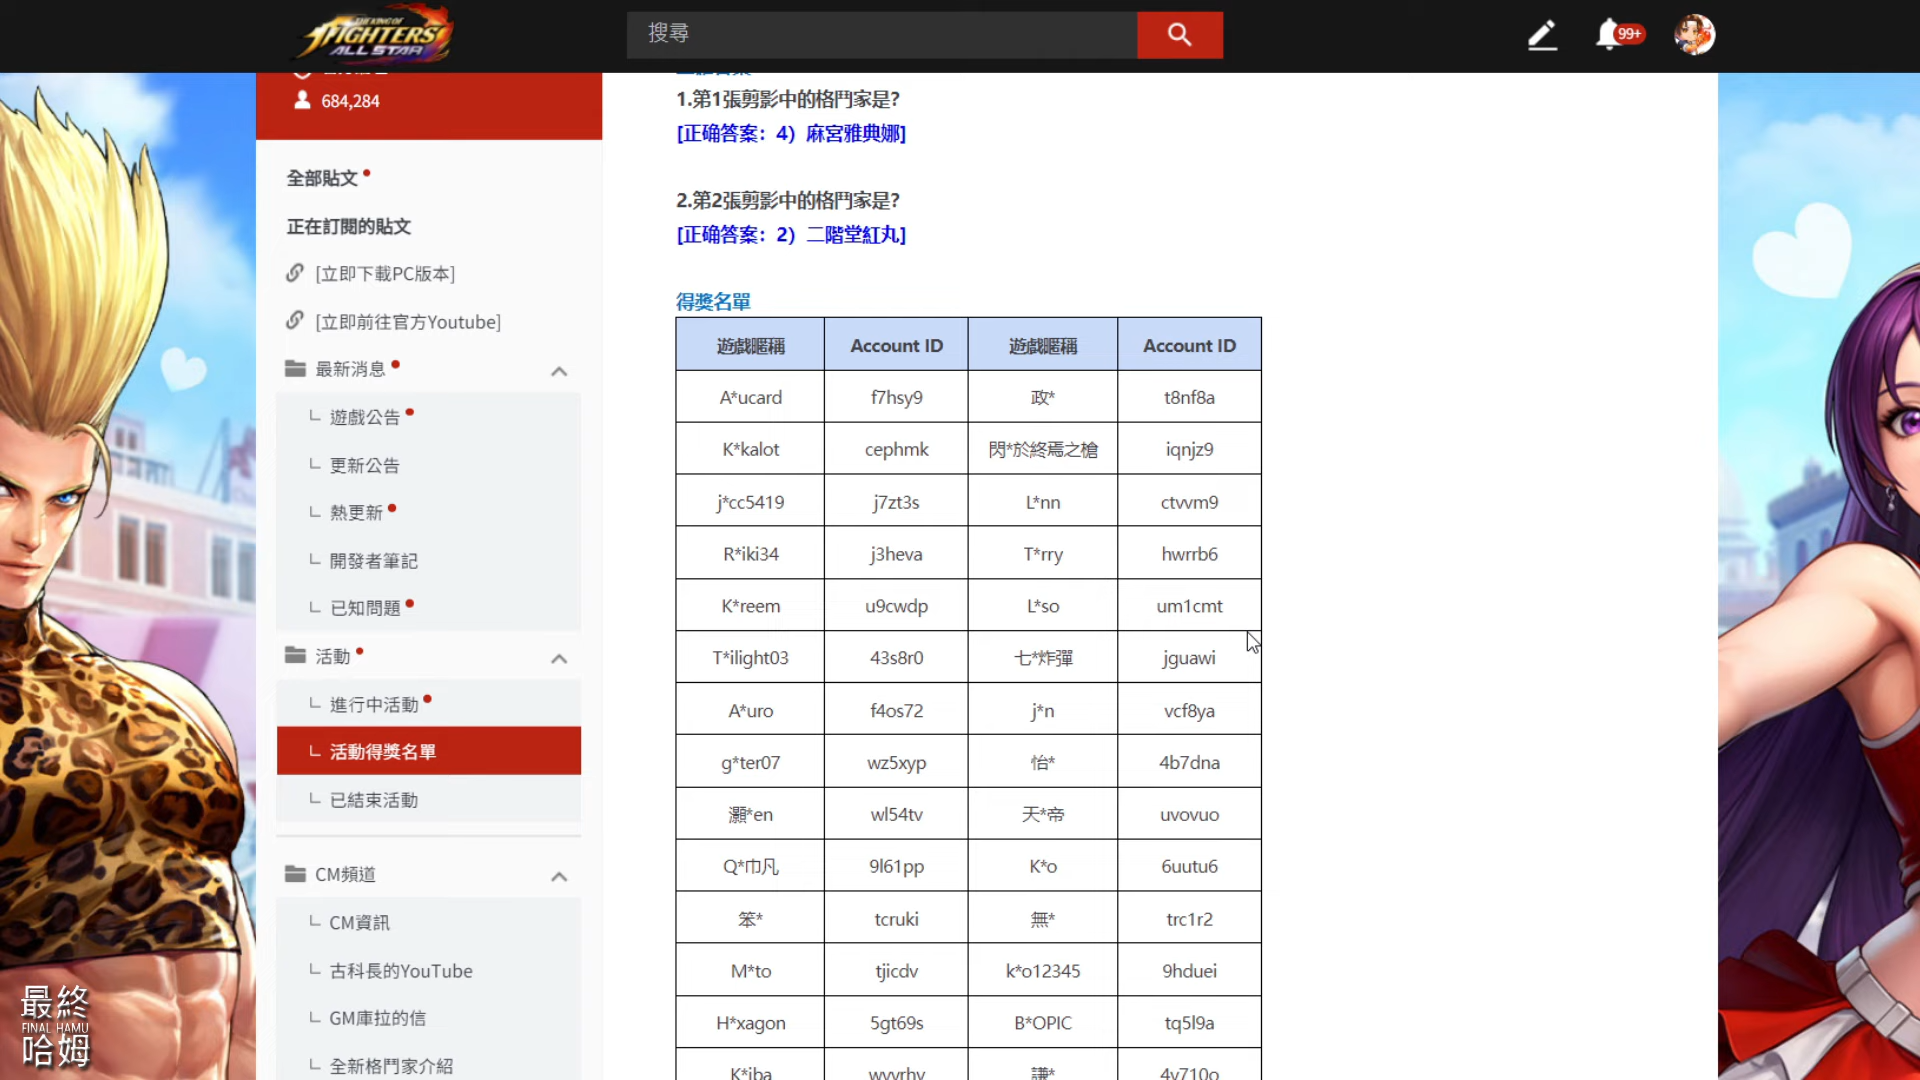 THE KING OF
FIGHTERS
ALL STAR
搜尋
99+
684,284
全部貼文
正在訂閱的貼文
[立即下載PC版本]
[立即前往官方Youtube]
最新消息
遊戲公告
更新公告
熱更新
開發者筆記
已知問題
活動
進行中活動
活動得獎名單
已結束活動
CM頻道
CM資訊
古科長的YouTube
GM庫拉的信
全新格鬥家介紹
1.第1張剪影中的格鬥家是?
[正确答案：4）麻宮雅典娜]
2.第2張剪影中的格鬥家是?
[正确答案：2）二階堂紅丸]
得獎名單
遊戲暱稱 Account ID 遊戲暱稱 Account ID
A*ucard f7hsy9 政* t8nf8a
K*kalot cephmk 閃*於終焉之槍 iqnjz9
j*cc5419 j7zt3s L*nn ctvvm9
R*iki34 j3heva T*rry hwrrb6
K*reem u9cwdp L*so um1cmt
T*ilight03 43s8r0 七*炸彈 jguawi
A*uro f4os72 j*n vcf8ya
g*ter07 wz5xyp 怡* 4b7dna
灝*en wl54tv 天*帝 uvovuo
Q*巾凡 9l61pp K*o 6uutu6
笨* tcruki 無* trc1r2
M*to tjicdv k*o12345 9hduei
H*xagon 5gt69s B*OPIC tq5l9a
K*iba wvvrhv 謙* 4v710o
最終
FINAL HAMU
哈姆